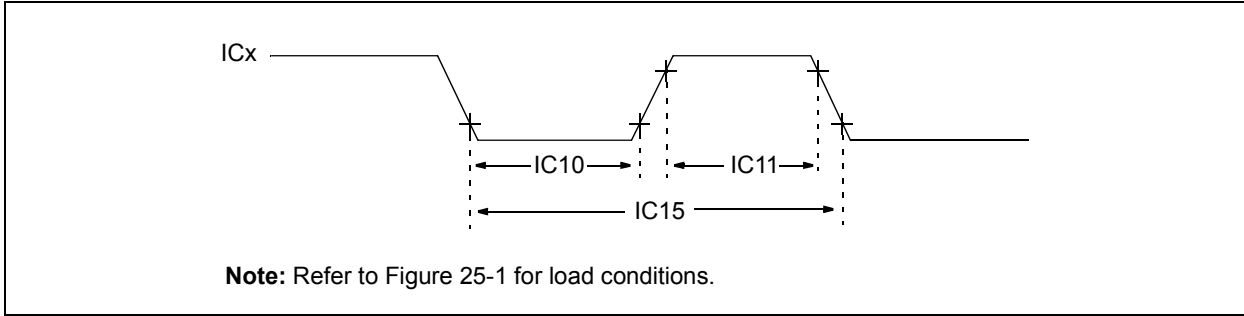 ICx
IC10
IC11
IC15
Note: Refer to Figure 25-1 for load conditions.